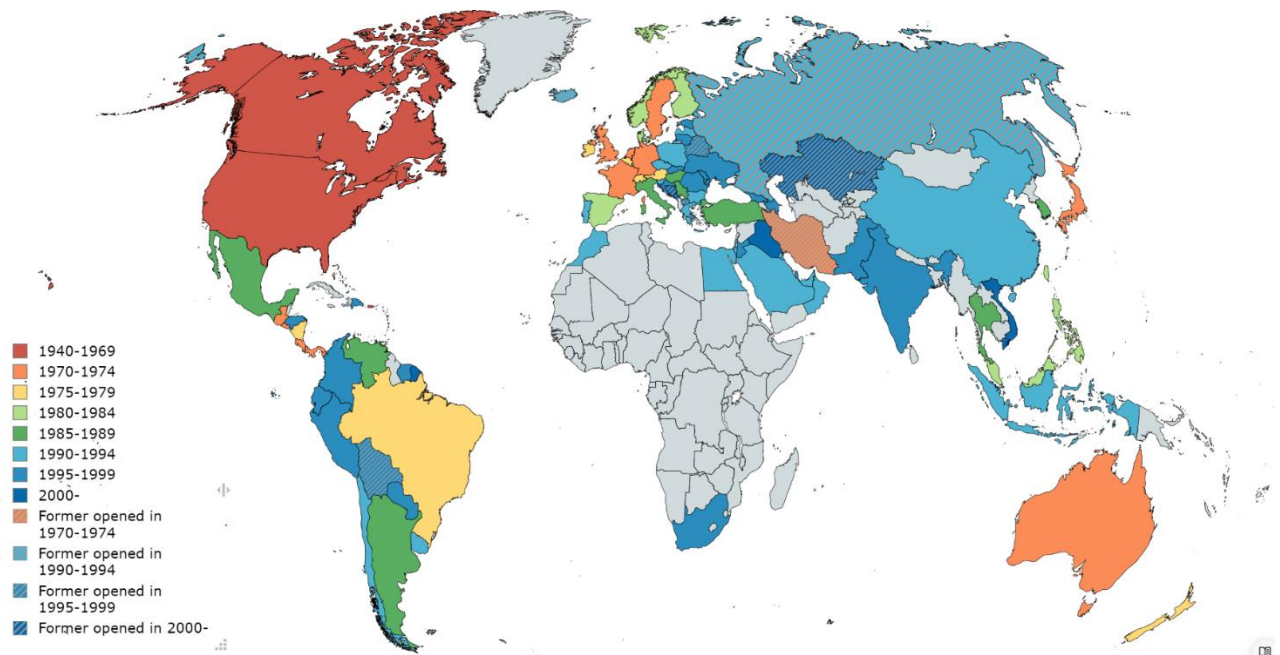 1940-1969
1970-1974
1975-1979
1980-1984
1985-1989
1990-1994
1995-1999
2000-
Former opened in
1970-1974
Former opened in
1990-1994
Former opened in
1995-1999
Former opened in 2000-